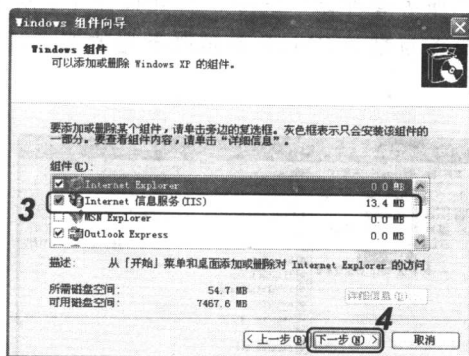 Windows 组件向导
Windows 组件
可以添加或删除 Windows XP 的组件。
要添加或删除某个组件，请单击旁边的复选框。灰色框表示只会安装该组件的
一部分。要查看组件内容，请单击“详细信息”。
组件(C):
Internet Explorer 0.0 MB
3
Internet 信息服务(IIS) 13.4 MB
MSN Explorer 0.0 MB
Outlook Express 0.0 MB
描述: 从「开始」菜单和桌面添加或删除对 Internet Explorer 的访问
所需磁盘空间: 54.7 MB
可用磁盘空间: 7467.6 MB
详细信息(D)
4
< 上一步(B)
下一步(N) >
取消